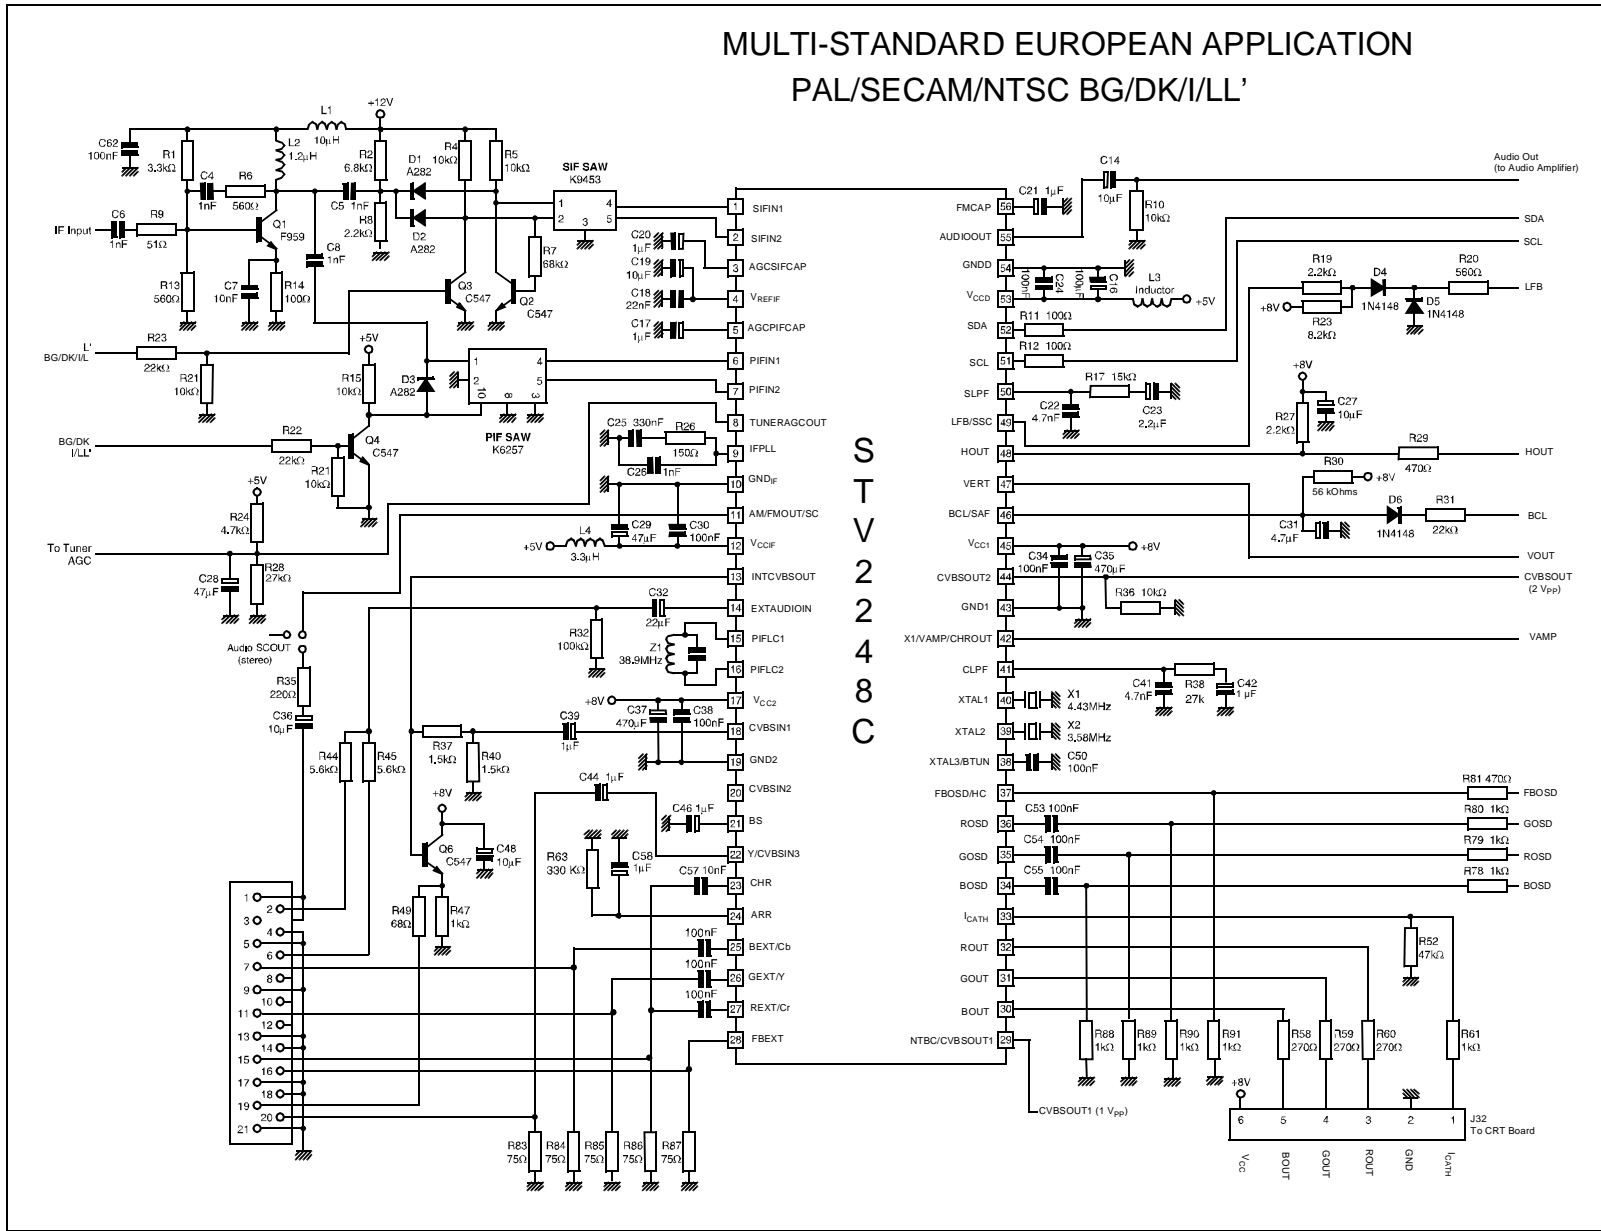 MULTI-STANDARD EUROPEAN APPLICATION
PAL/SECAM/NTSC BG/DK/I/LL'
+12V
C62
100nF
R1
3.3kΩ
L2
1.2μH
L1
10μH
R2
6.8kΩ
D1
A282
R4
10kΩ
R5
10kΩ
SIF SAW
K9453
1
2
3
4
5
C4
1nF
R6
560Ω
C5 1nF
R8
2.2kΩ
D2
A282
IF Input
C6
1nF
R9
51Ω
Q1
F959
C8
1nF
R7
68kΩ
R13
560Ω
C7
10nF
R14
100Ω
Q3
C547
Q2
C547
L'
BG/DK/I/L
R23
22kΩ
R21
10kΩ
+5V
R15
10kΩ
D3
A282
1
2
10
8
3
4
5
PIF SAW
K6257
BG/DK
I/LL'
R22
22kΩ
R21
10kΩ
Q4
C547
+5V
R24
4.7kΩ
To Tuner
AGC
C28
47μF
R28
27kΩ
Audio SCOUT
(stereo)
R35
220Ω
C36
10μF
R44
5.6kΩ
R45
5.6kΩ
C20
1μF
C19
10μF
C18
22nF
C17
1μF
C25 330nF
R26
150Ω
C26 1nF
+5V
L4
3.3μH
C29
47μF
C30
100nF
C32
22μF
R32
100kΩ
Z1
38.9MHz
+8V
C37
470μF
C38
100nF
C39
1μF
R37
1.5kΩ
R40
1.5kΩ
+8V
Q6
C547
C48
10μF
R49
68Ω
R47
1kΩ
C44 1μF
C46 1μF
R63
330 KΩ
C58
1μF
C57 10nF
100nF
100nF
100nF
1
2
3
4
5
6
7
8
9
10
11
12
13
14
15
16
17
18
19
20
21
R83
75Ω
R84
75Ω
R85
75Ω
R86
75Ω
R87
75Ω
STV2248C
1 SIFIN1
2 SIFIN2
3 AGCSIFCAP
4 VREFIF
5 AGCPIFCAP
6 PIFIN1
7 PIFIN2
8 TUNERAGCOUT
9 IFPLL
10 GNDIF
11 AM/FMOUT/SC
12 VCCIF
13 INTCVBSOUT
14 EXTAUDIOIN
15 PIFLC1
16 PIFLC2
17 VCC2
18 CVBSIN1
19 GND2
20 CVBSIN2
21 BS
22 Y/CVBSIN3
23 CHR
24 ARR
25 BEXT/Cb
26 GEXT/Y
27 REXT/Cr
28 FBEXT
FMCAP 56
AUDIOOUT 55
GNDD 54
VCCD 53
SDA 52
SCL 51
SLPF 50
LFB/SSC 49
HOUT 48
VERT 47
BCL/SAF 46
VCC1 45
CVBSOUT2 44
GND1 43
X1/VAMP/CHROUT 42
CLPF 41
XTAL1 40
XTAL2 39
XTAL3/BTUN 38
FBOSD/HC 37
ROSD 36
GOSD 35
BOSD 34
ICATH 33
ROUT 32
GOUT 31
BOUT 30
NTBC/CVBSOUT1 29
C21 1μF
C14
10μF
R10
10kΩ
Audio Out
(to Audio Amplifier)
SDA
SCL
100nF
C24
100μF
C16
L3
Inductor
+5V
R11 100Ω
R12 100Ω
R19
2.2kΩ
D4
1N4148
R20
560Ω
LFB
+8V
R23
8.2kΩ
D5
1N4148
R17 15kΩ
C22
4.7nF
C23
2.2μF
+8V
R27
2.2kΩ
C27
10μF
R29
470Ω
HOUT
R30
56 kOhms
+8V
C31
4.7μF
D6
1N4148
R31
22kΩ
BCL
VOUT
C34
100nF
C35
470μF
+8V
CVBSOUT
(2 VPP)
R36 10kΩ
VAMP
C41
4.7nF
R38
27k
C42
1 μF
X1
4.43MHz
X2
3.58MHz
C50
100nF
R81 470Ω
FBOSD
C53 100nF
R80 1kΩ
GOSD
C54 100nF
R79 1kΩ
ROSD
C55 100nF
R78 1kΩ
BOSD
R52
47kΩ
R88
1kΩ
R89
1kΩ
R90
1kΩ
R91
1kΩ
R58
270Ω
R59
270Ω
R60
270Ω
R61
1kΩ
CVBSOUT1 (1 VPP)
+8V
6
5
4
3
2
1
J32
To CRT Board
VCC
BOUT
GOUT
ROUT
GND
ICATH